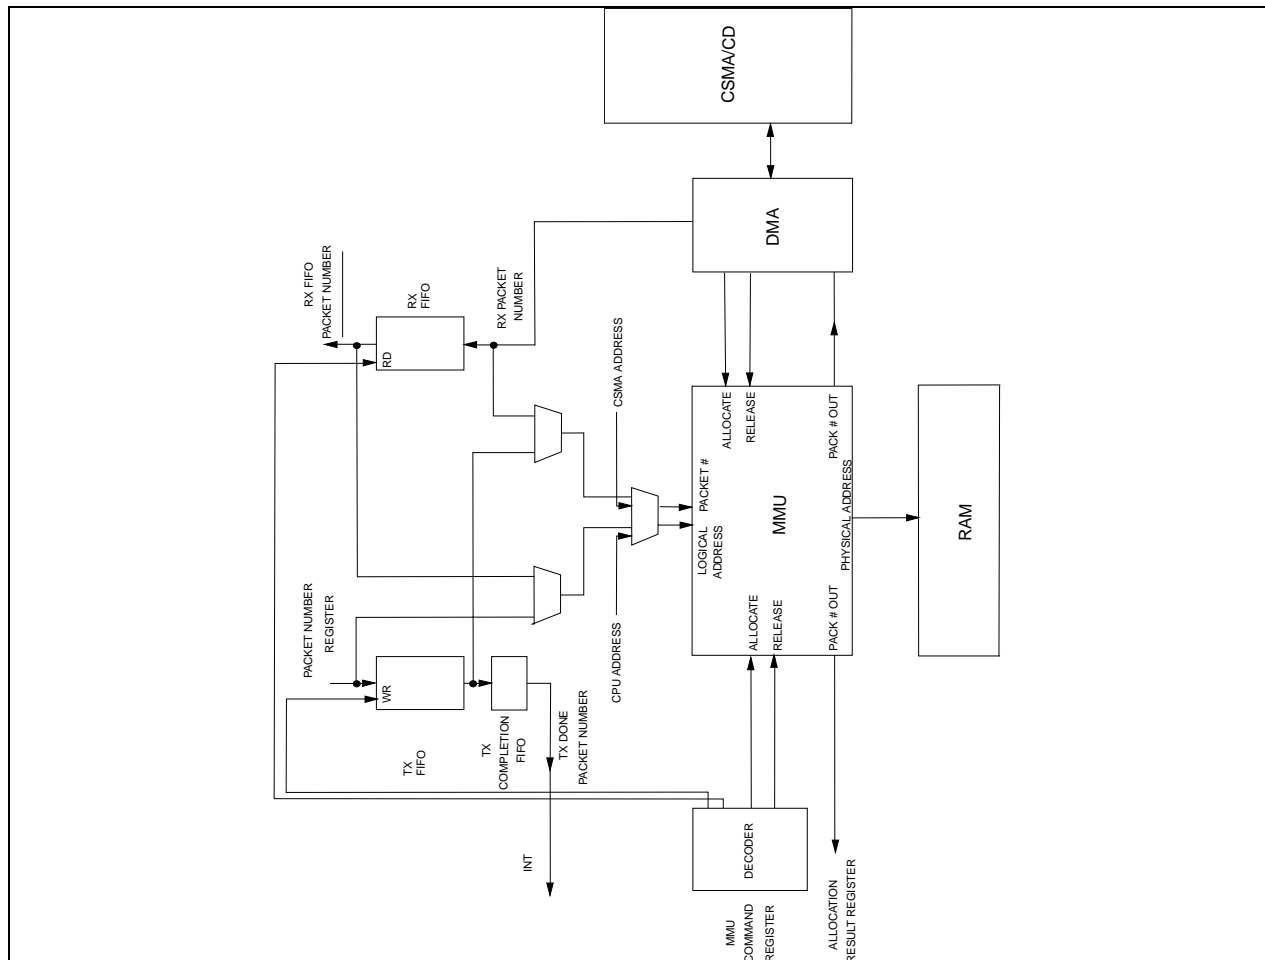 CSMA/CD
DMA
RX FIFO
PACKET NUMBER
RX
FIFO
RD
RX PACKET
NUMBER
CSMA ADDRESS
ALLOCATE
RELEASE
PACK # OUT
PACKET #
LOGICAL
ADDRESS
MMU
PHYSICAL ADDRESS
RAM
PACKET NUMBER
REGISTER
WR
CPU ADDRESS
ALLOCATE
RELEASE
PACK # OUT
TX
FIFO
TX
COMPLETION
FIFO
TX DONE
PACKET NUMBER
INT
DECODER
MMU
COMMAND
REGISTER
ALLOCATION
RESULT REGISTER